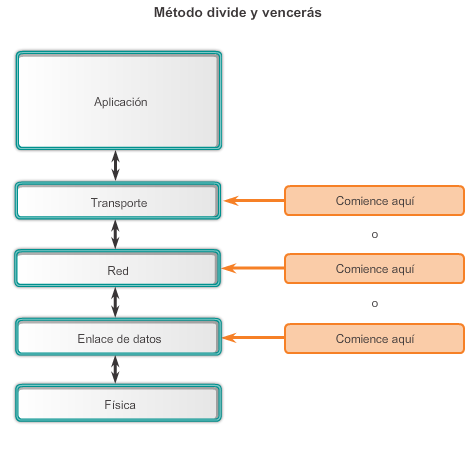 Método divide y vencerás
Aplicación
Transporte
Comience aquí
o
Red
Comience aquí
o
Enlace de datos
Comience aquí
Física